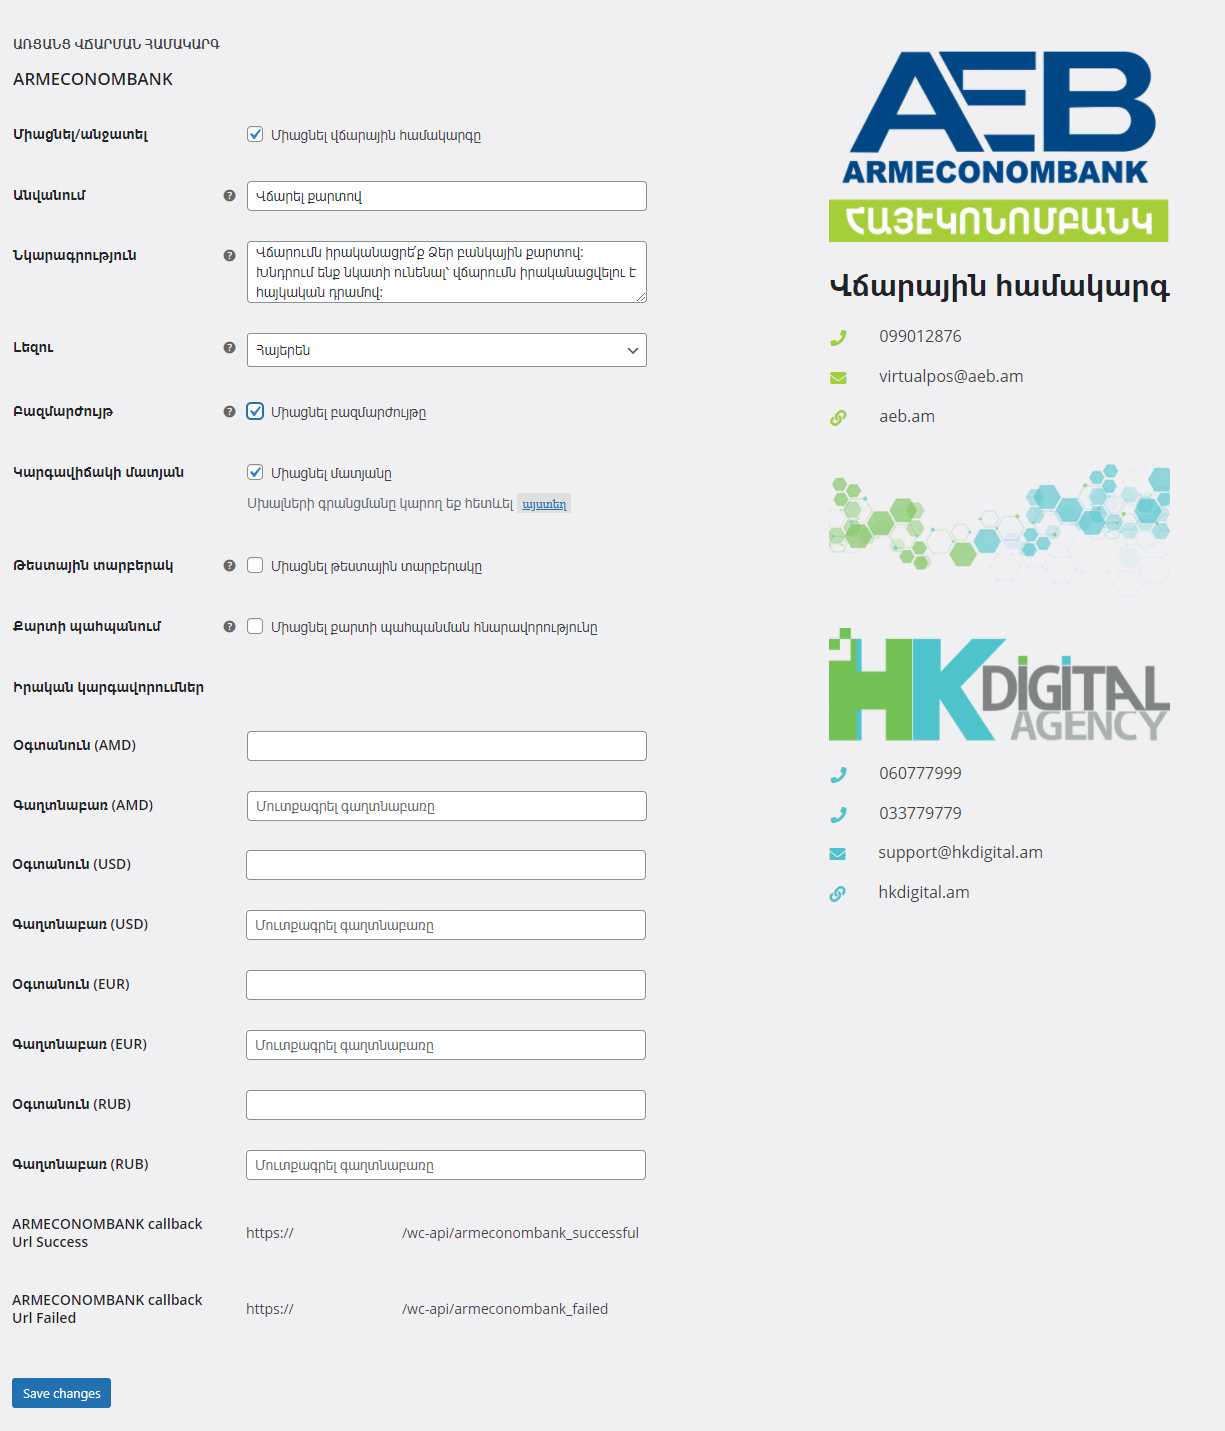 ԱՌՑԱՆՑ ՎՃԱՐՄԱՆ ՀԱՄԱԿԱՐԳ
ARMECONOMBANK
Միացնել/անջատել
Միացնել վճարային համակարգը
Անվանում
?
Վճարել քարտով
Նկարագրություն
?
Վճարումն իրականացրե՛ք Ձեր բանկային քարտով:
Խնդրում ենք նկատի ունենալ՝ վճարումն իրականացվելու է
հայկական դրամով:
Լեզու
?
Հայերեն
Բազմարժույթ
?
Միացնել բազմարժույթը
Կարգավիճակի մատյան
Միացնել մատյանը
Սխալների գրանցմանը կարող եք հետևել այստեղ
Թեստային տարբերակ
?
Միացնել թեստային տարբերակը
Քարտի պահպանում
?
Միացնել քարտի պահպանման հնարավորությունը
Իրական կարգավորումներ
Օգտանուն (AMD)
Գաղտնաբառ (AMD)
Մուտքագրել գաղտնաբառը
Օգտանուն (USD)
Գաղտնաբառ (USD)
Մուտքագրել գաղտնաբառը
Օգտանուն (EUR)
Գաղտնաբառ (EUR)
Մուտքագրել գաղտնաբառը
Օգտանուն (RUB)
Գաղտնաբառ (RUB)
Մուտքագրել գաղտնաբառը
ARMECONOMBANK callback
Url Success
https:// /wc-api/armeconombank_successful
ARMECONOMBANK callback
Url Failed
https:// /wc-api/armeconombank_failed
Save changes
AEB
ARMECONOMBANK
ՀԱՅԷԿՈՆՈՄԲԱՆԿ
Վճարային համակարգ
099012876
virtualpos@aeb.am
aeb.am
HK DIGITAL
AGENCY
060777999
033779779
support@hkdigital.am
hkdigital.am